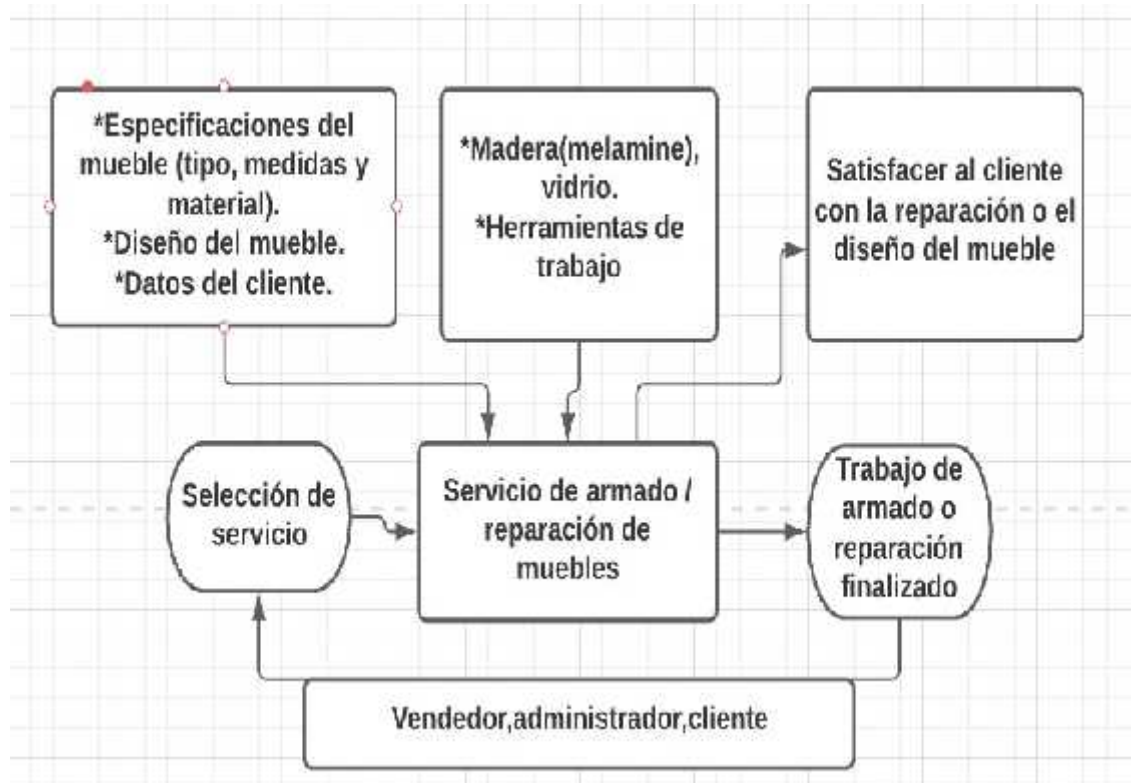 *Especificaciones del
mueble (tipo, medidas y
material).
*Diseño del mueble.
*Datos del cliente.
*Madera(melamine),
vidrio.
*Herramientas de
trabajo
Satisfacer al cliente
con la reparación o el
diseño del mueble
Selección de
servicio
Servicio de armado /
reparación de
muebles
Trabajo de
armado o
reparación
finalizado
Vendedor,administrador,cliente